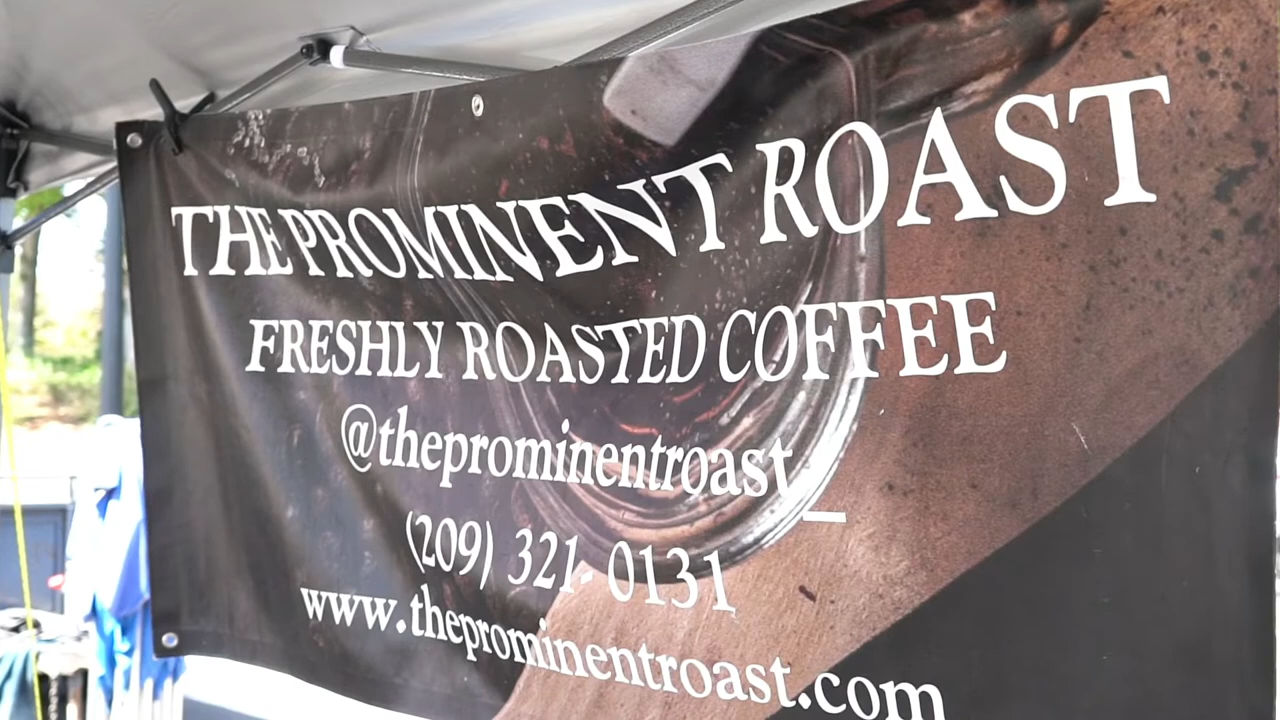 THE PROMINENT ROAST
FRESHLY ROASTED COFFEE
@theprominentroast_
(209) 321-0131
www.theprominentroast.com